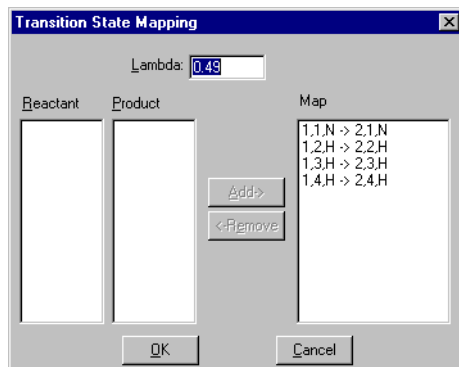 Transition State Mapping
Lambda: 0.49
Reactant Product Map
1,1,N -> 2,1,N
1,2,H -> 2,2,H
1,3,H -> 2,3,H
1,4,H -> 2,4,H
Add->
<-Remove
OK Cancel